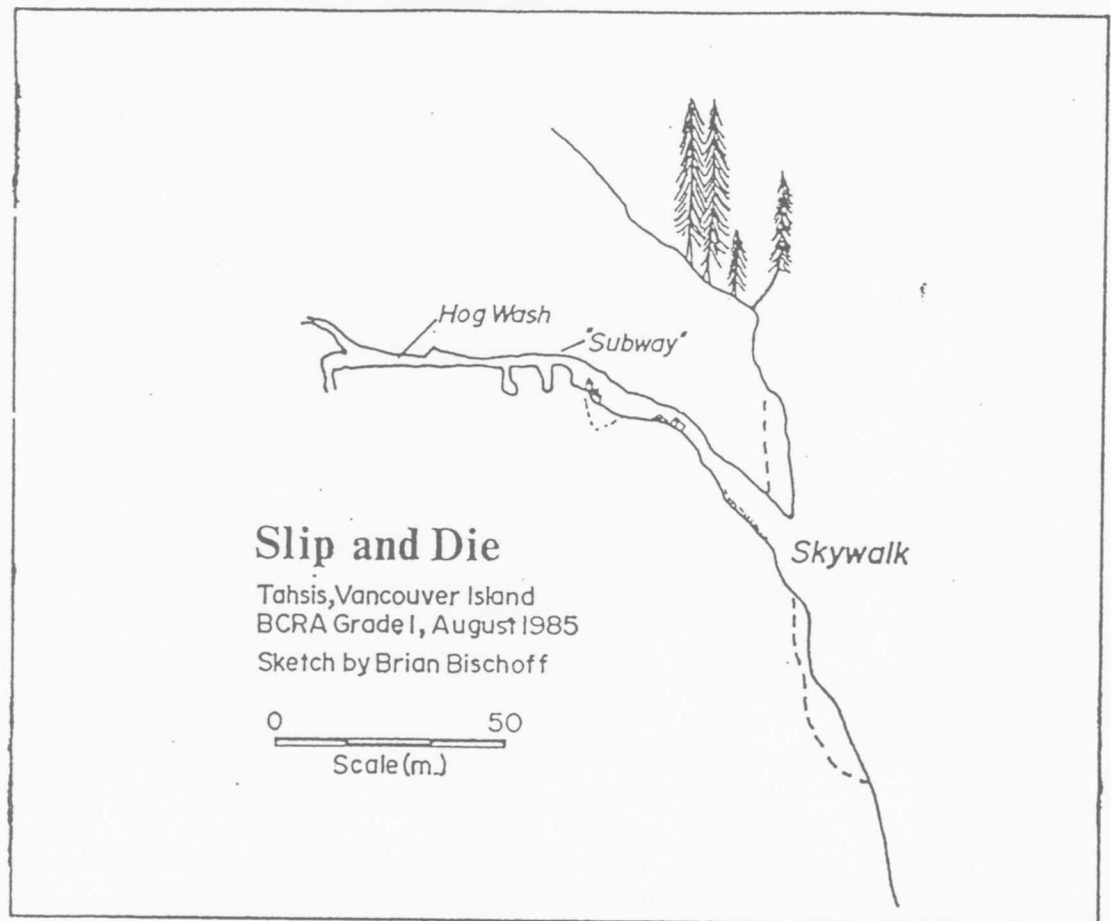 Hog Wash
"Subway"
Slip and Die
Skywalk
Tahsis, Vancouver Island
BCRA Grade 1, August 1985
Sketch by Brian Bischoff
0 50
Scale (m.)